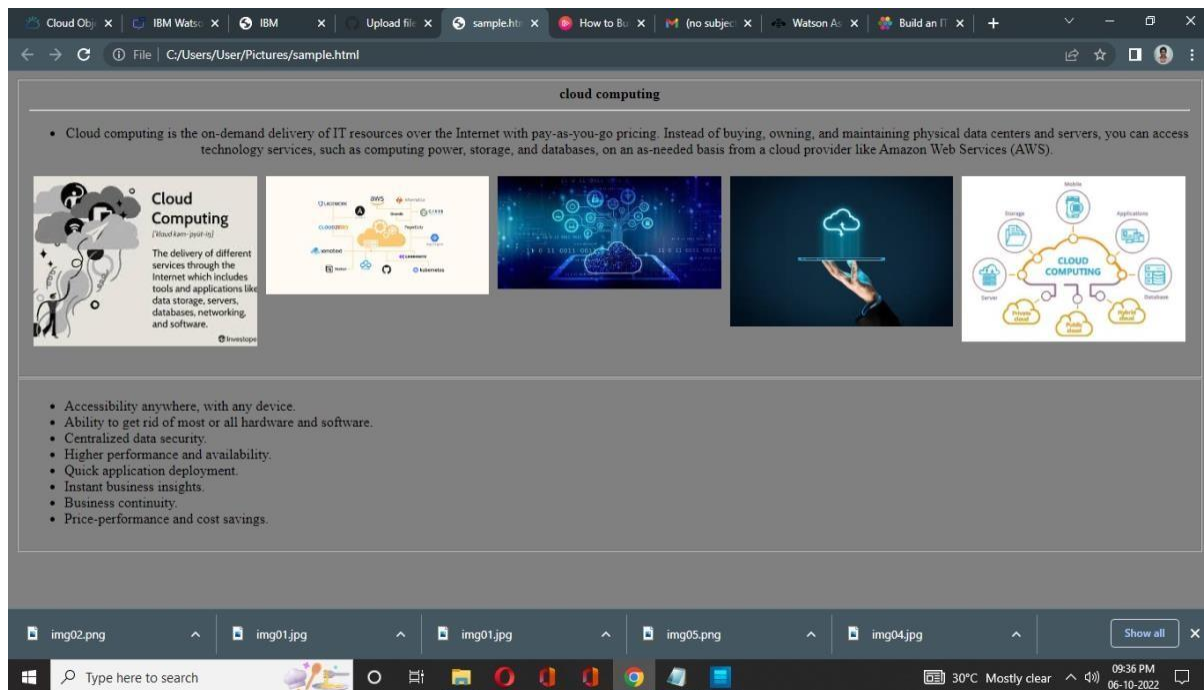 Cloud Obj
IBM Watso
IBM
Upload file
sample.htm
How to Bu
(no subjec
Watson As
Build an IT
File
C:/Users/User/Pictures/sample.html
cloud computing
• Cloud computing is the on-demand delivery of IT resources over the Internet with pay-as-you-go pricing. Instead of buying, owning, and maintaining physical data centers and servers, you can access
technology services, such as computing power, storage, and databases, on an as-needed basis from a cloud provider like Amazon Web Services (AWS).
Cloud
Computing
['kloud kəm-ˈpyüt-iŋ]
The delivery of different
services through the
Internet which includes
tools and applications like
data storage, servers,
databases, networking,
and software.
Investope
aws
CLOUDZERO
kubernetes
Mobile
Storage
Applications
CLOUD
COMPUTING
Server
Database
Private
cloud
Public
cloud
Hybrid
cloud
• Accessibility anywhere, with any device.
• Ability to get rid of most or all hardware and software.
• Centralized data security.
• Higher performance and availability.
• Quick application deployment.
• Instant business insights.
• Business continuity.
• Price-performance and cost savings.
img02.png
img01.jpg
img01.jpg
img05.png
img04.jpg
Show all
Type here to search
30°C Mostly clear
09:36 PM
06-10-2022